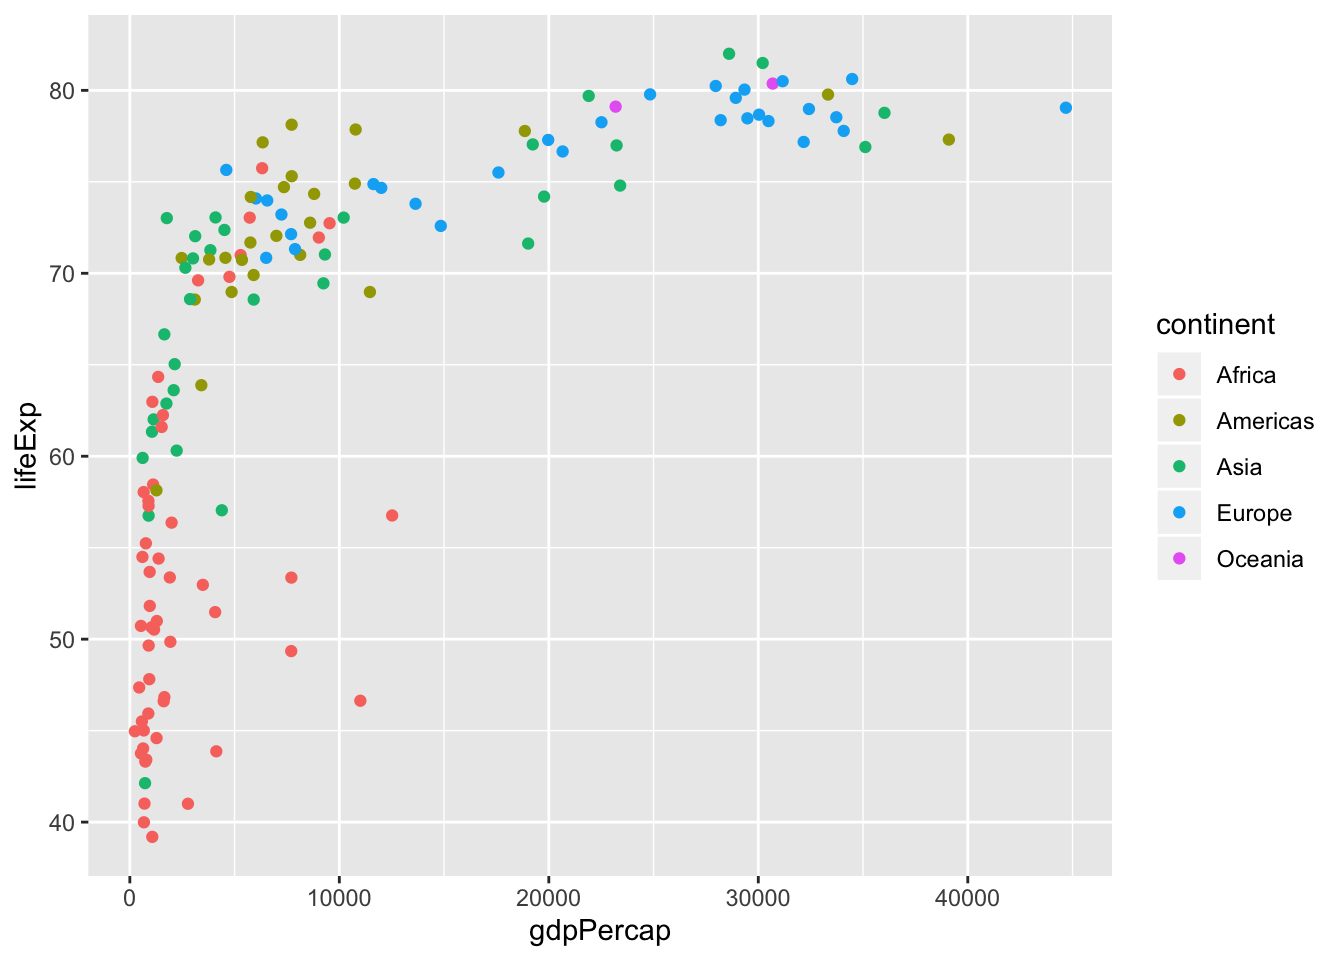 80
70
60
50
40
lifeExp
0 10000 20000 30000 40000
gdpPercap
continent
Africa
Americas
Asia
Europe
Oceania